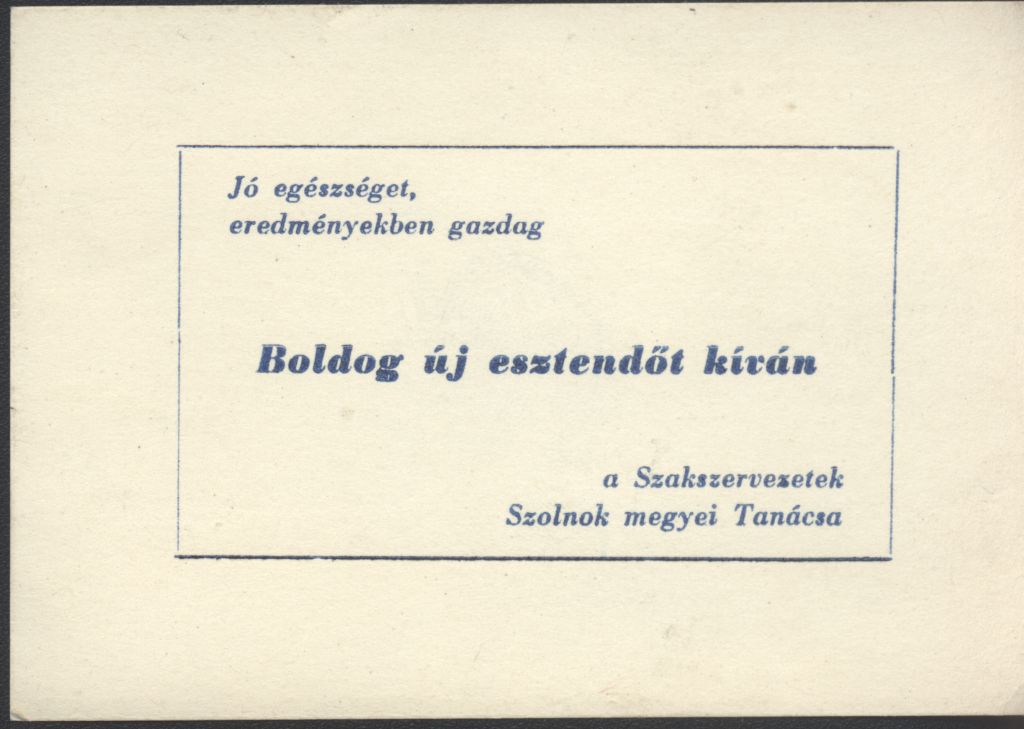 Jó egészséget,
eredményekben gazdag
Boldog új esztendőt kíván
a Szakszervezetek
Szolnok megyei Tanácsa